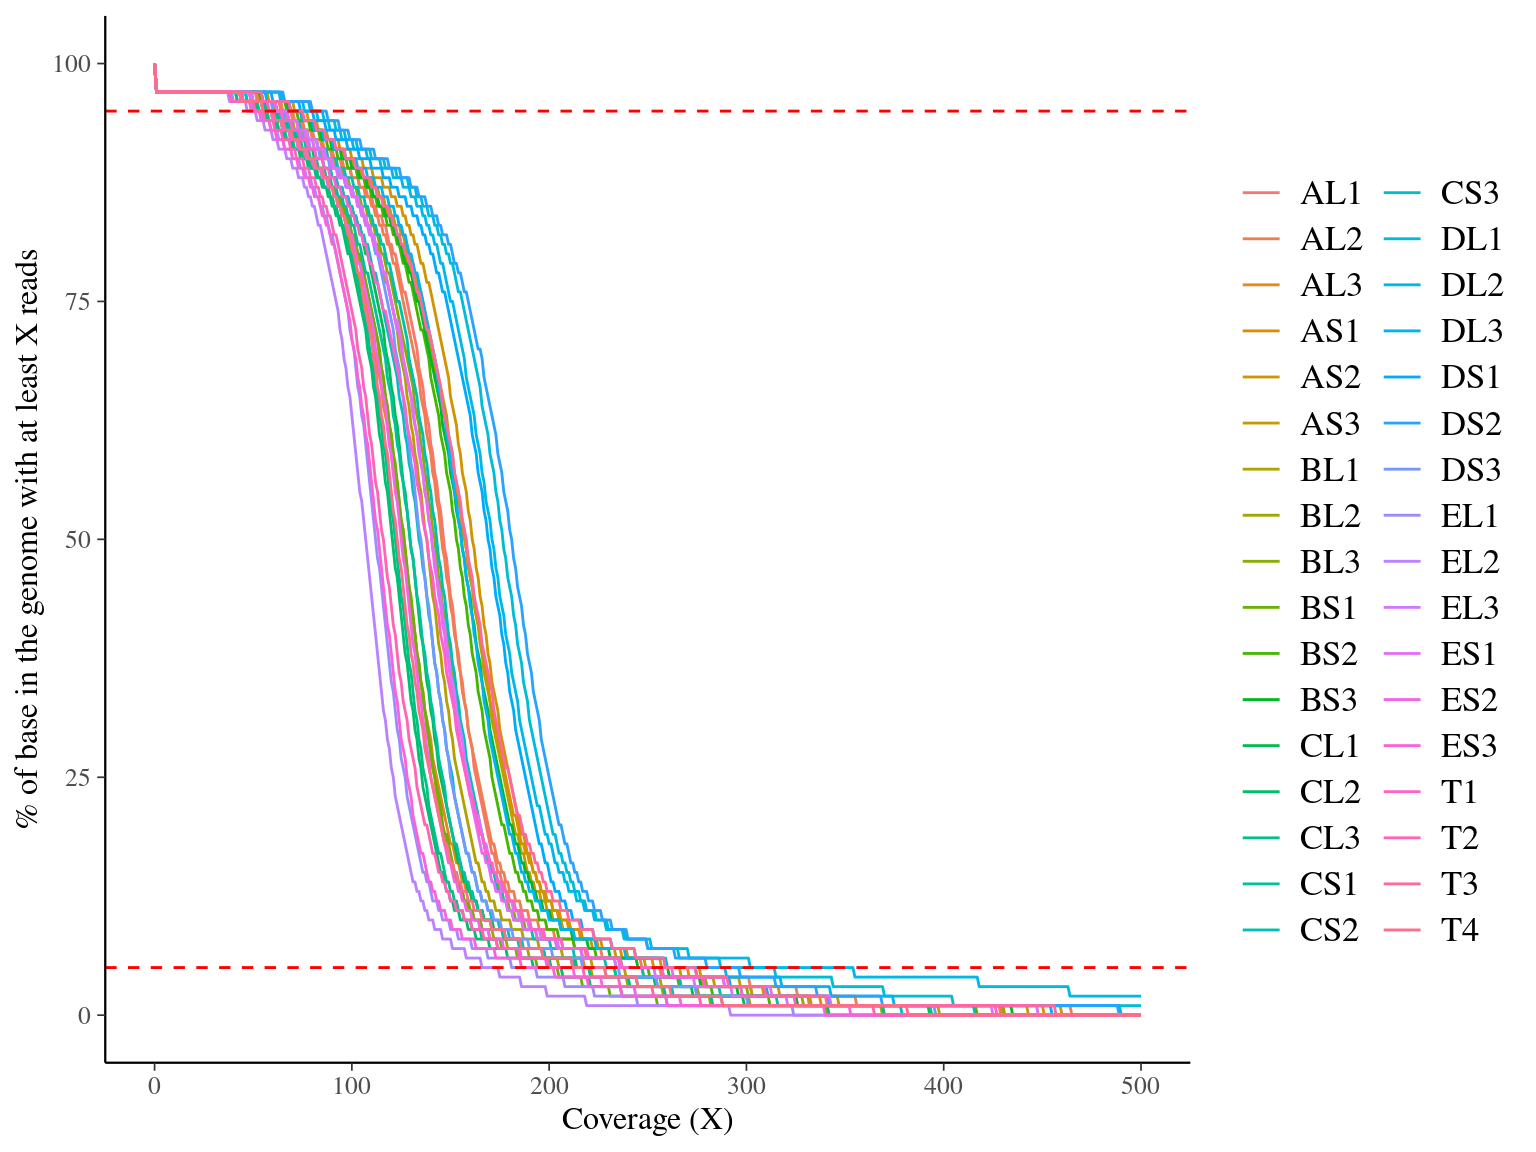 % of base in the genome with at least X reads
100
75
50
25
0
0 100 200 300 400 500
Coverage (X)
AL1 CS3
AL2 DL1
AL3 DL2
AS1 DL3
AS2 DS1
AS3 DS2
BL1 DS3
BL2 EL1
BL3 EL2
BS1 EL3
BS2 ES1
BS3 ES2
CL1 ES3
CL2 T1
CL3 T2
CS1 T3
CS2 T4